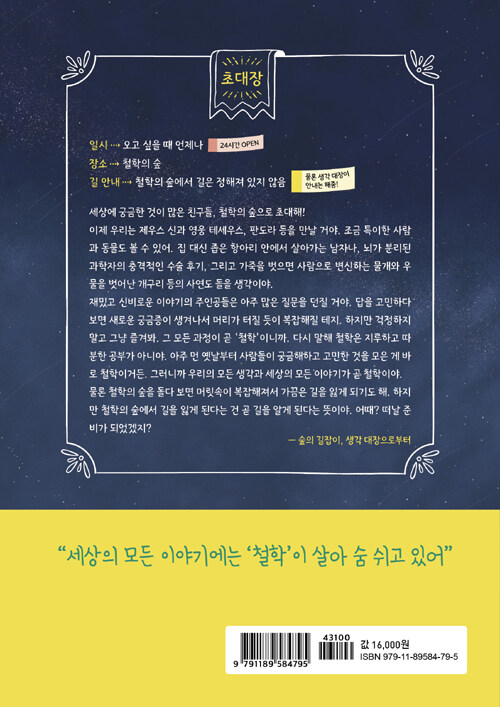 초대장
일시 ··→ 오고 싶을 때 언제나 24시간 OPEN
장소 ··→ 철학의 숲
길 안내 ··→ 철학의 숲에서 길은 정해져 있지 않음 물론 생각 대장이
안내는 해줌!
세상에 궁금한 것이 많은 친구들, 철학의 숲으로 초대해!
이제 우리는 제우스 신과 영웅 테세우스, 판도라 등을 만날 거야. 조금 특이한 사람
과 동물도 볼 수 있어. 집 대신 좁은 항아리 안에서 살아가는 남자나, 뇌가 분리된
과학자의 충격적인 수술 후기, 그리고 가죽을 벗으면 사람으로 변신하는 물개와 우
물을 벗어난 개구리 등의 사연도 들을 생각이야.
재밌고 신비로운 이야기의 주인공들은 아주 많은 질문을 던질 거야. 답을 고민하다
보면 새로운 궁금증이 생겨나서 머리가 터질 듯이 복잡해질 테지. 하지만 걱정하지
말고 그냥 즐겨봐. 그 모든 과정이 곧 ‘철학’이니까. 다시 말해 철학은 지루하고 따
분한 공부가 아니야. 아주 먼 옛날부터 사람들이 궁금해하고 고민한 것을 모은 게 바
로 철학이거든. 그러니까 우리의 모든 생각과 세상의 모든 이야기가 곧 철학이야.
물론 철학의 숲을 돌다 보면 머릿속이 복잡해져서 가끔은 길을 잃게 되기도 해. 하지
만 철학의 숲에서 길을 잃게 된다는 건 곧 길을 알게 된다는 뜻이야. 어때? 떠날 준
비가 되었겠지?
— 숲의 길잡이, 생각 대장으로부터
“세상의 모든 이야기에는 ‘철학’이 살아 숨 쉬고 있어”
43100
값 16,000원
ISBN 979-11-89584-79-5
9 791189 584795